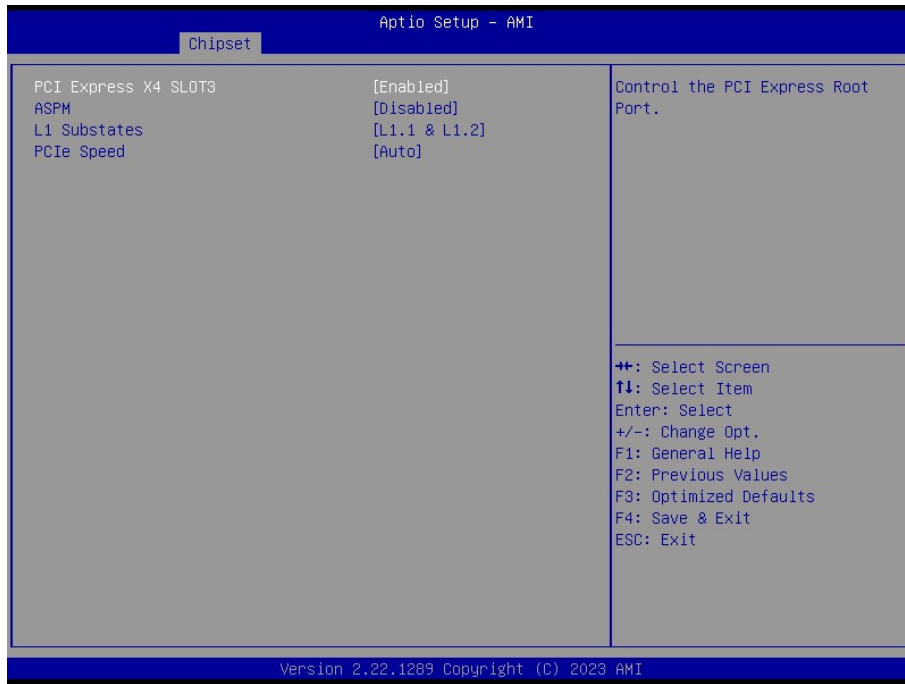 Aptio Setup - AMI
Chipset
PCI Express X4 SLOT3 [Enabled]
ASPM [Disabled]
L1 Substates [L1.1 & L1.2]
PCIe Speed [Auto]
Control the PCI Express Root
Port.
→←: Select Screen
↑↓: Select Item
Enter: Select
+/-: Change Opt.
F1: General Help
F2: Previous Values
F3: Optimized Defaults
F4: Save & Exit
ESC: Exit
Version 2.22.1289 Copyright (C) 2023 AMI